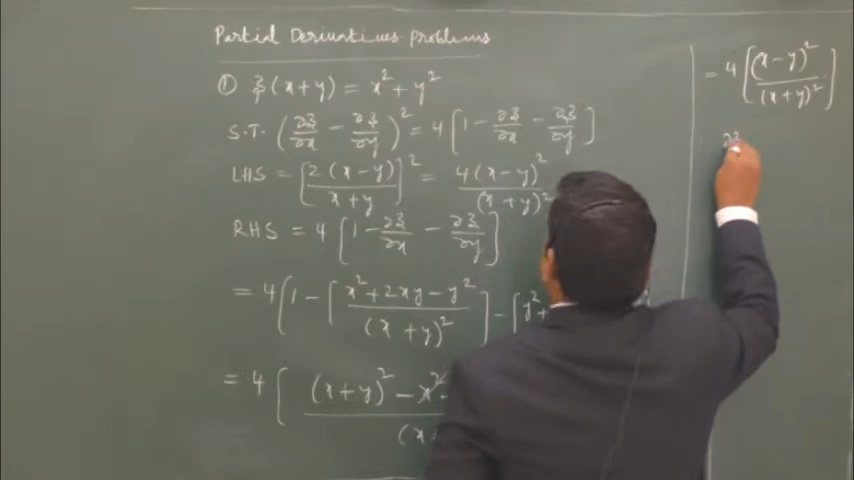 Partial Derivatives Problems
① z(x+y) = x² + y²
S.T. (∂z/∂x − ∂z/∂y)² = 4[1 − ∂z/∂x − ∂z/∂y]
LHS = [2(x−y)/x+y]² = 4(x−y)²/(x+y)²
RHS = 4[1 − ∂z/∂x − ∂z/∂y]
= 4[1 − [x²+2xy−y²/(x+y)²] − [y²+
= 4[(x+y)² − x² −
(x
= 4[(x−y)²/(x+y)²]
∂z